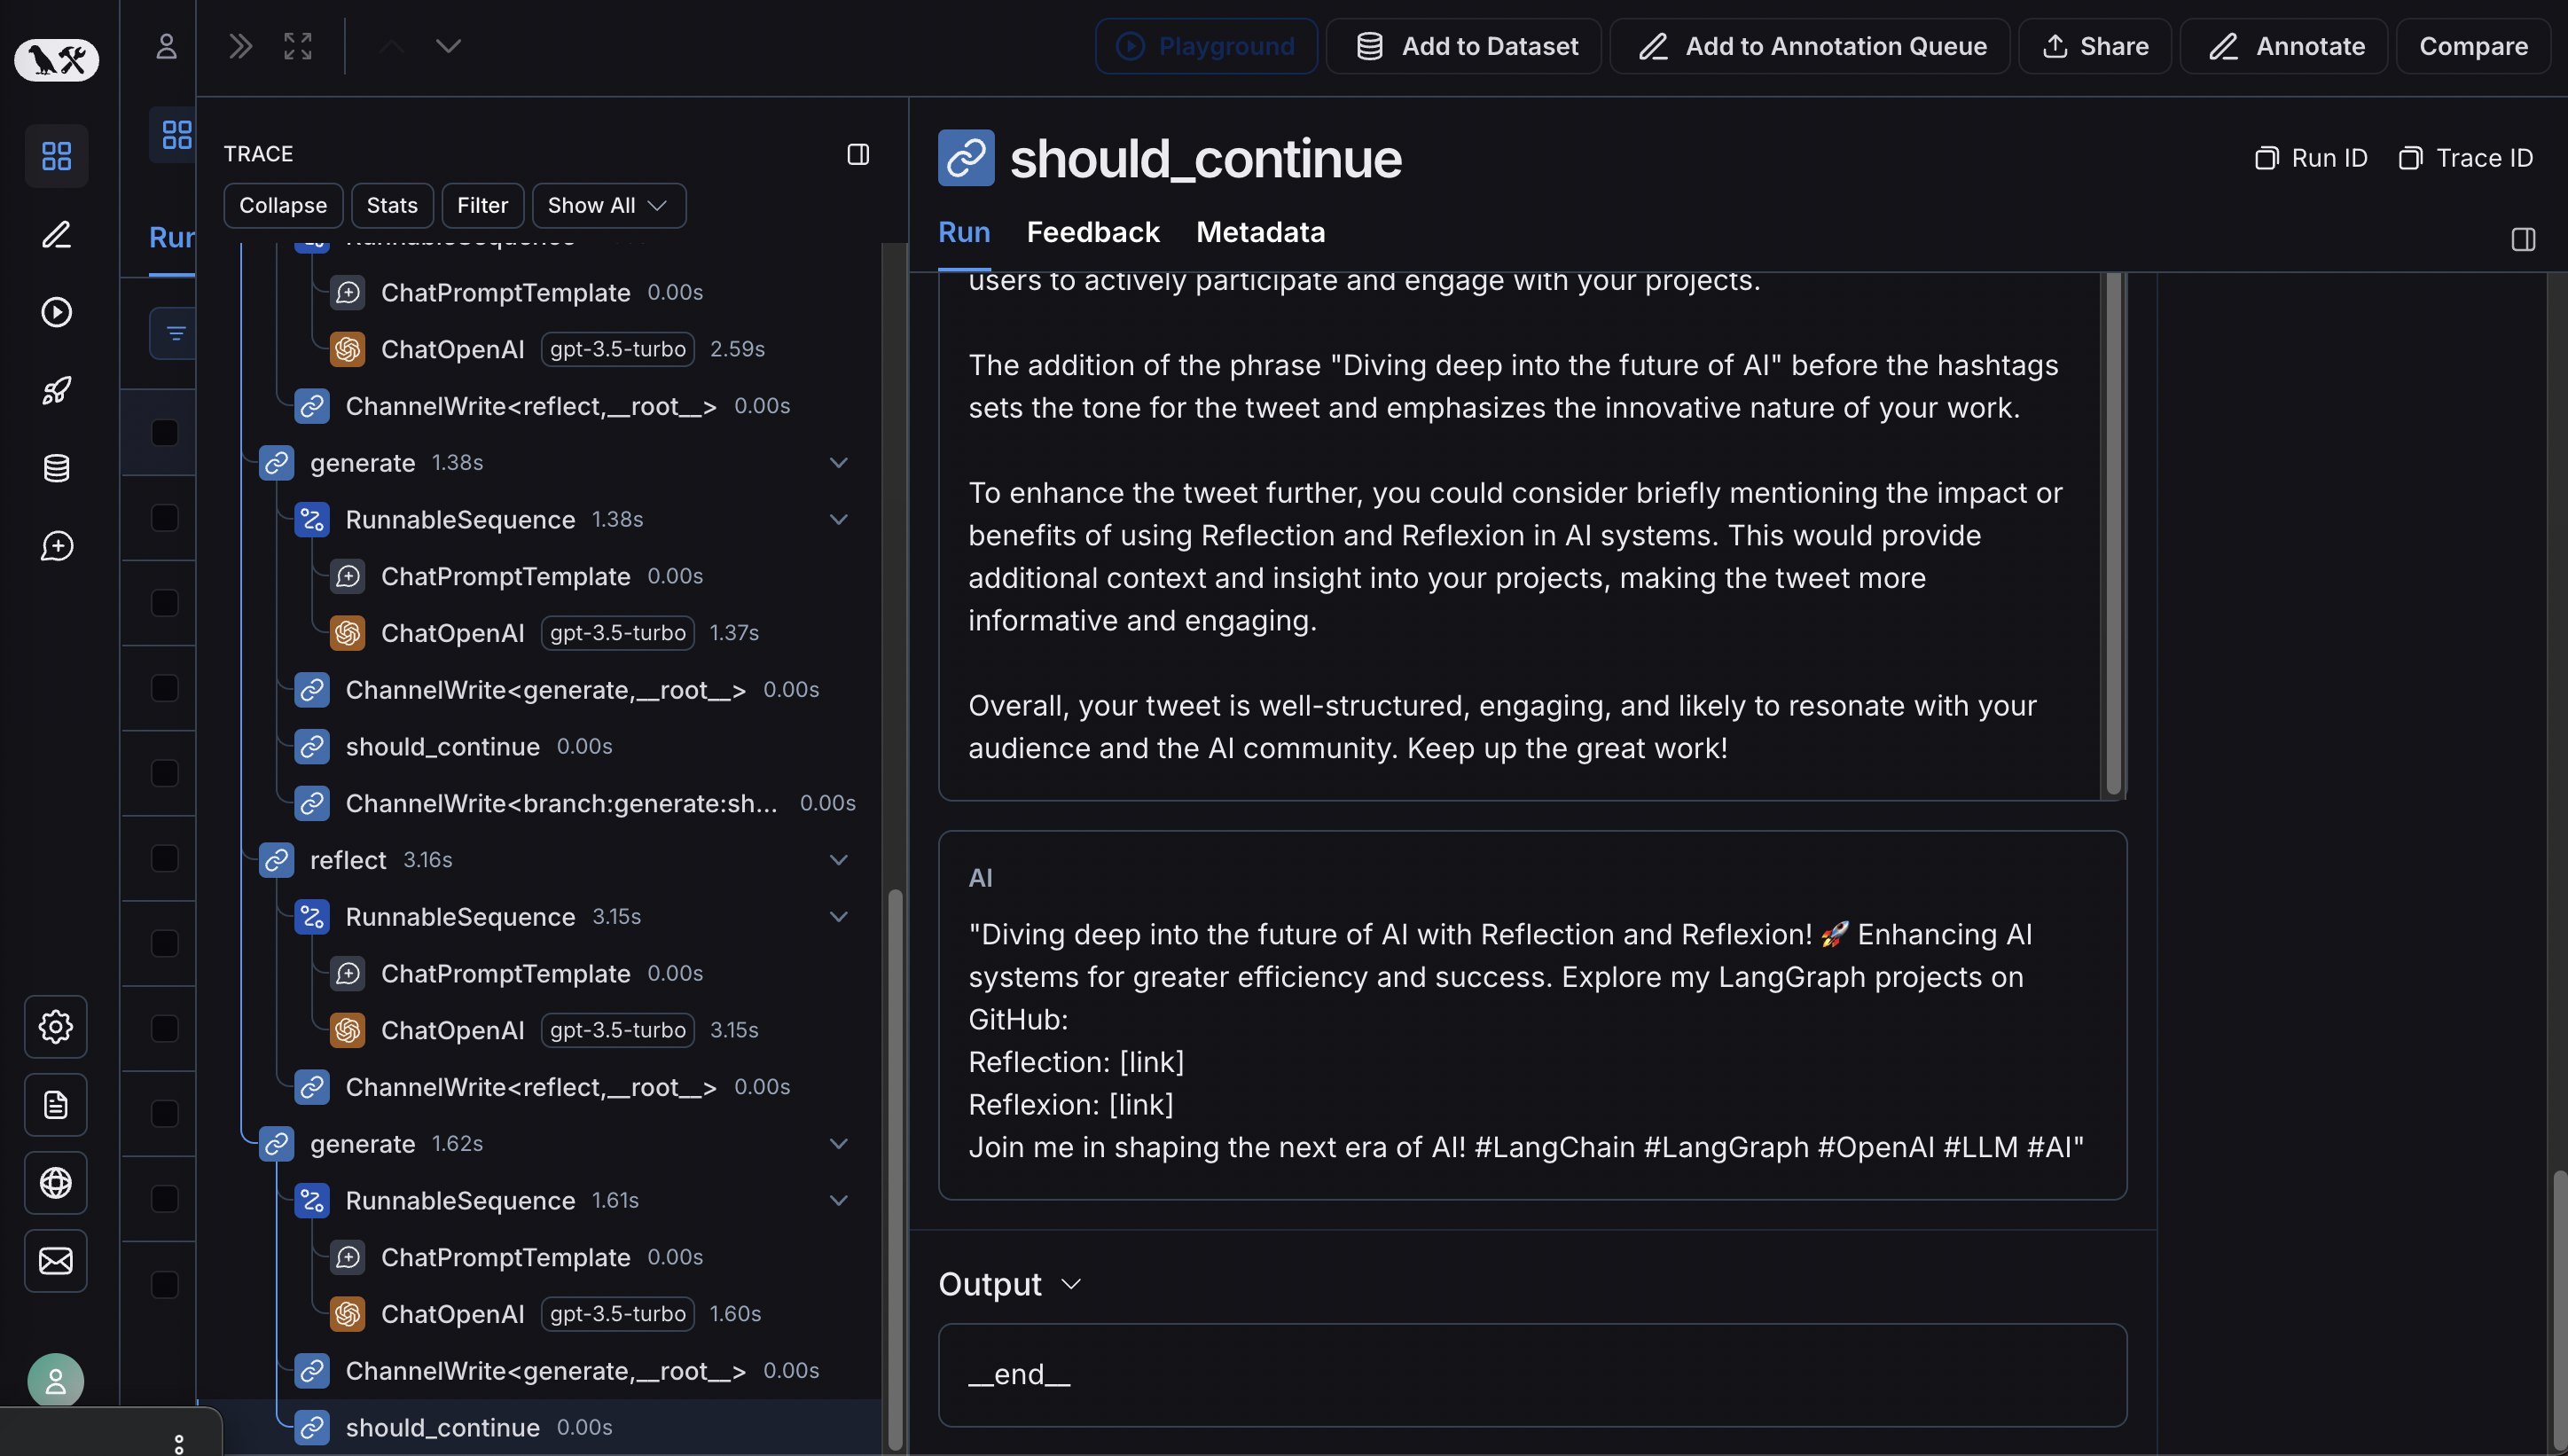 Playground
Add to Dataset
Add to Annotation Queue
Share
Annotate
Compare
Run
TRACE
Collapse
Stats
Filter
Show All
RunnableSequence
ChatPromptTemplate 0.00s
ChatOpenAI gpt-3.5-turbo 2.59s
ChannelWrite<reflect,__root__> 0.00s
generate 1.38s
RunnableSequence 1.38s
ChatPromptTemplate 0.00s
ChatOpenAI gpt-3.5-turbo 1.37s
ChannelWrite<generate,__root__> 0.00s
should_continue 0.00s
ChannelWrite<branch:generate:sh... 0.00s
reflect 3.16s
RunnableSequence 3.15s
ChatPromptTemplate 0.00s
ChatOpenAI gpt-3.5-turbo 3.15s
ChannelWrite<reflect,__root__> 0.00s
generate 1.62s
RunnableSequence 1.61s
ChatPromptTemplate 0.00s
ChatOpenAI gpt-3.5-turbo 1.60s
ChannelWrite<generate,__root__> 0.00s
should_continue 0.00s
should_continue
Run ID
Trace ID
Run
Feedback
Metadata
users to actively participate and engage with your projects.
The addition of the phrase "Diving deep into the future of AI" before the hashtags
sets the tone for the tweet and emphasizes the innovative nature of your work.
To enhance the tweet further, you could consider briefly mentioning the impact or
benefits of using Reflection and Reflexion in AI systems. This would provide
additional context and insight into your projects, making the tweet more
informative and engaging.
Overall, your tweet is well-structured, engaging, and likely to resonate with your
audience and the AI community. Keep up the great work!
AI
"Diving deep into the future of AI with Reflection and Reflexion! 🚀 Enhancing AI
systems for greater efficiency and success. Explore my LangGraph projects on
GitHub:
Reflection: [link]
Reflexion: [link]
Join me in shaping the next era of AI! #LangChain #LangGraph #OpenAI #LLM #AI"
Output
__end__